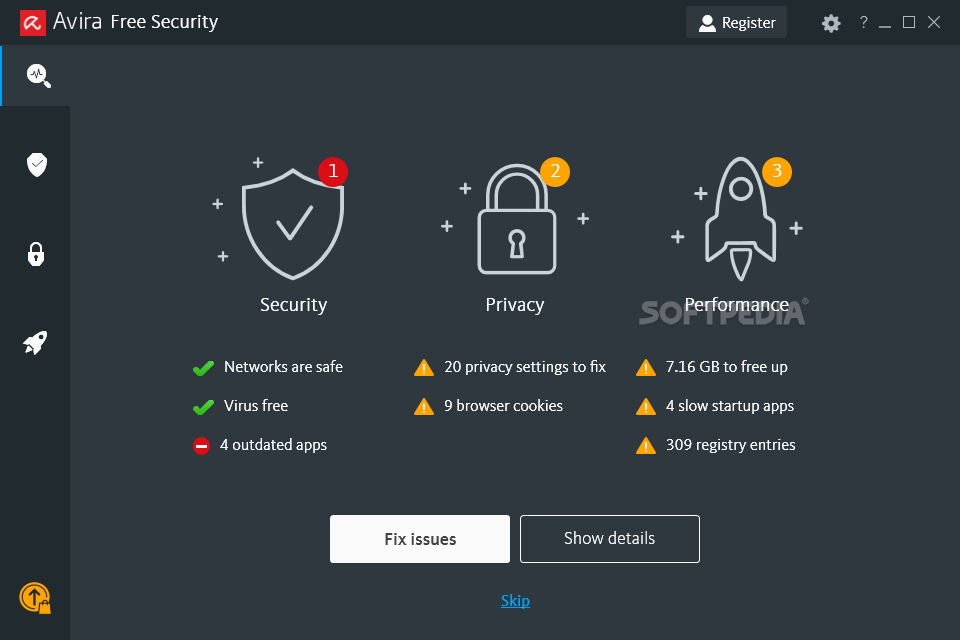 Avira Free Security
Register
?
1
2
3
Security
Privacy
Performance
SOFTPEDIA®
Networks are safe
20 privacy settings to fix
7.16 GB to free up
Virus free
9 browser cookies
4 slow startup apps
4 outdated apps
309 registry entries
Fix issues
Show details
Skip